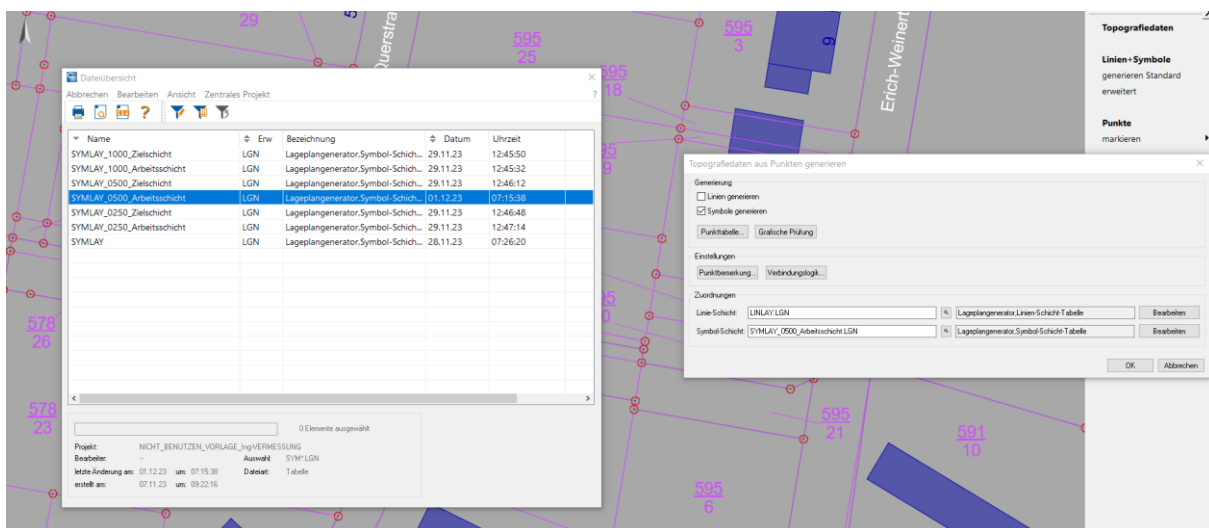 29
5
Querstra
595
25
595
3
9
Erich-Weinert
595
18
595
9
595
0
578
26
578
23
595
21
591
10
595
6
Dateiübersicht
Abbrechen Bearbeiten Ansicht Zentrales Projekt ?
Name Erw Bezeichnung Datum Uhrzeit
SYMLAY_1000_Zielschicht LGN Lageplangenerator,Symbol-Schich... 29.11.23 12:45:50
SYMLAY_1000_Arbeitsschicht LGN Lageplangenerator,Symbol-Schich... 29.11.23 12:45:32
SYMLAY_0500_Zielschicht LGN Lageplangenerator,Symbol-Schich... 29.11.23 12:46:12
SYMLAY_0500_Arbeitsschicht LGN Lageplangenerator,Symbol-Schich... 01.12.23 07:15:38
SYMLAY_0250_Zielschicht LGN Lageplangenerator,Symbol-Schich... 29.11.23 12:46:48
SYMLAY_0250_Arbeitsschicht LGN Lageplangenerator,Symbol-Schich... 29.11.23 12:47:14
SYMLAY LGN Lageplangenerator,Symbol-Schich... 28.11.23 07:26:20
0 Elemente ausgewählt
Projekt: NICHT_BENUTZEN_VORLAGE_IngVERMESSUNG
Bearbeiter: -- Auswahl: SYM*.LGN
letzte Änderung am: 01.12.23 um: 07:15:38 Dateiart: Tabelle
erstellt am: 07.11.23 um: 09:22:16
Topografiedaten aus Punkten generieren
Generierung
Linien generieren
Symbole generieren
Punkttabelle... Grafische Prüfung
Einstellungen
Punktbemerkung... Verbindungslogik...
Zuordnungen
Linie-Schicht: LINLAY.LGN Lageplangenerator,Linien-Schicht-Tabelle Bearbeiten
Symbol-Schicht: SYMLAY_0500_Arbeitsschicht.LGN Lageplangenerator,Symbol-Schicht-Tabelle Bearbeiten
OK Abbrechen
Topografiedaten
Linien+Symbole
generieren Standard
erweitert
Punkte
markieren